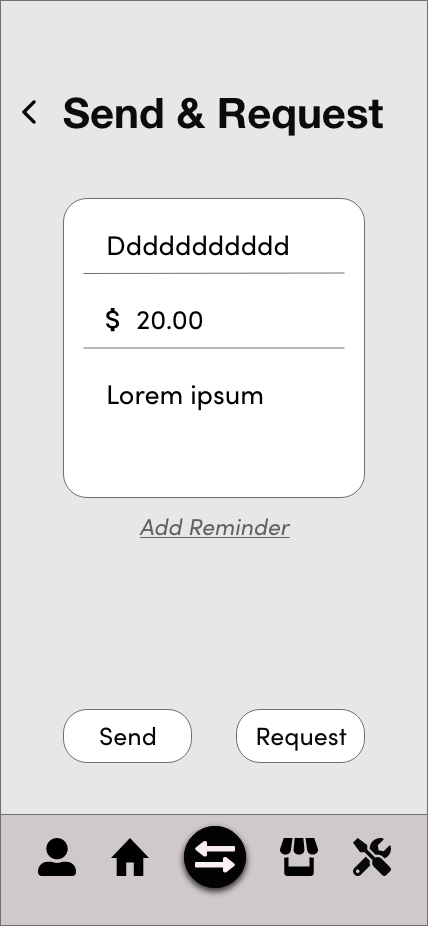 Send & Request
Ddddddddddd
$ 20.00
Lorem ipsum
Add Reminder
Send
Request